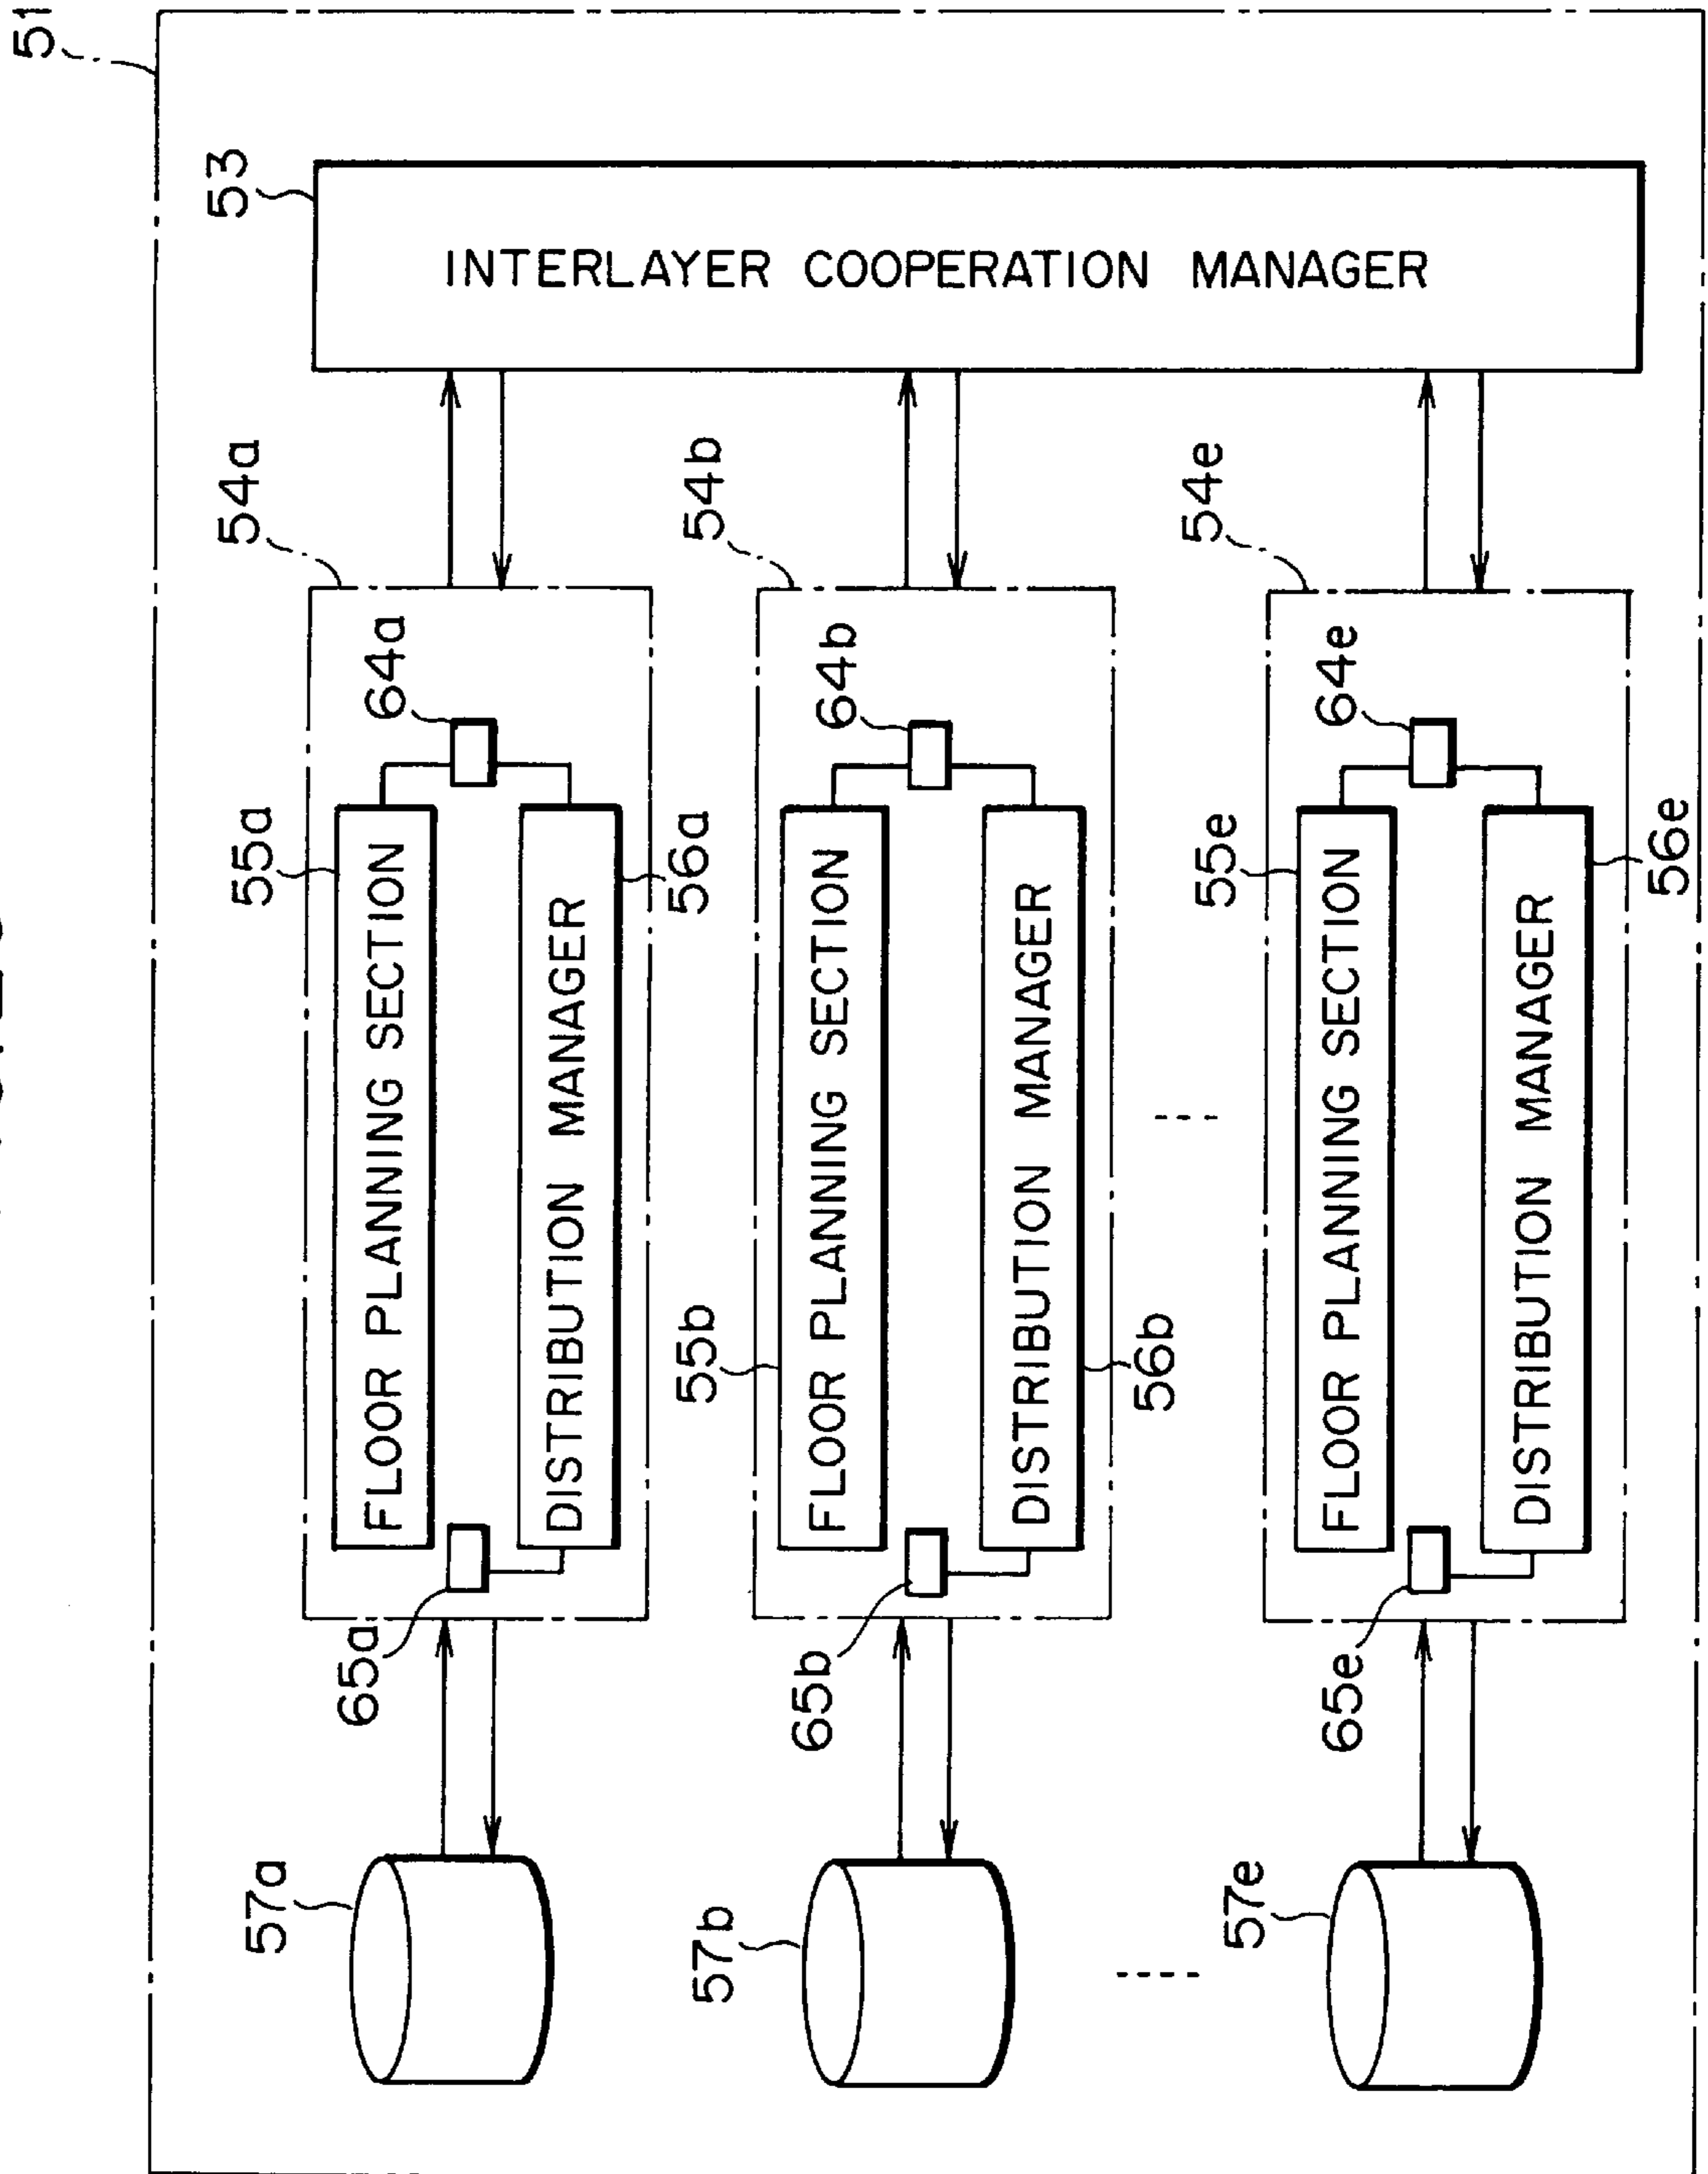 51
53
INTERLAYER COOPERATION MANAGER
54a
54b
54e
64a
64b
64e
55a
FLOOR PLANNING SECTION
DISTRIBUTION MANAGER
56a
55b
FLOOR PLANNING SECTION
DISTRIBUTION MANAGER
56b
55e
FLOOR PLANNING SECTION
DISTRIBUTION MANAGER
56e
65a
65b
65e
57a
57b
57e